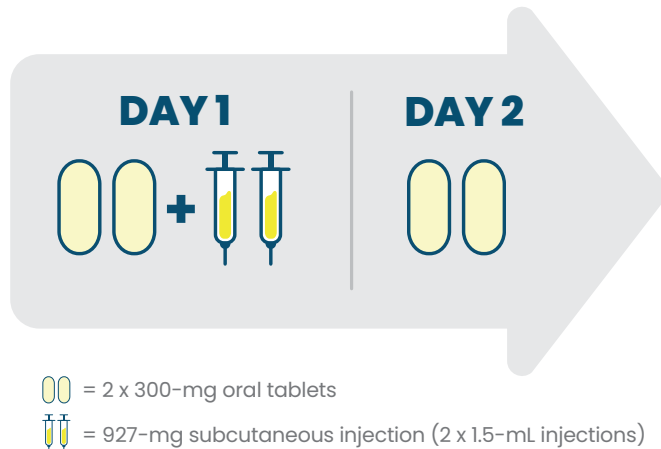 DAY 1
DAY 2
= 2 x 300-mg oral tablets
= 927-mg subcutaneous injection (2 x 1.5-mL injections)